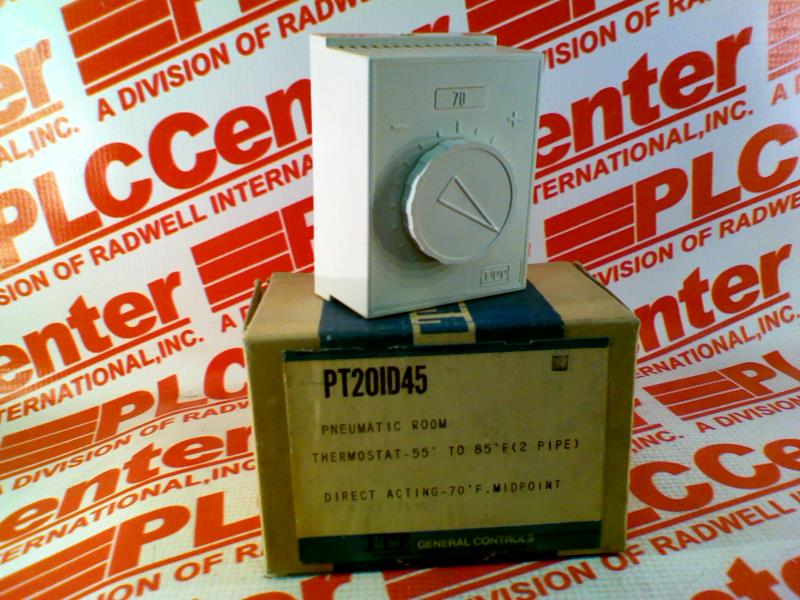 PLCCenter
A DIVISION OF RADWELL INTERNATIONAL, INC.
70
- +
PT201D45
PNEUMATIC ROOM
THERMOSTAT-55° TO 85°F(2 PIPE)
DIRECT ACTING-70°F. MIDPOINT
ITT GENERAL CONTROLS